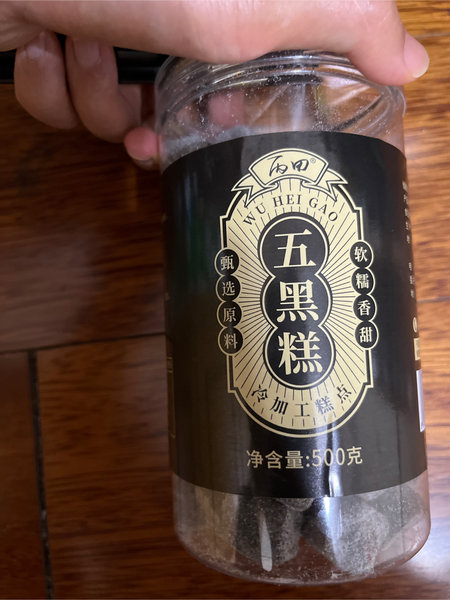 丙田®
WU HEI GAO
五黑糕
甄选原料
软糯香甜
冷加工糕点
净含量:500克